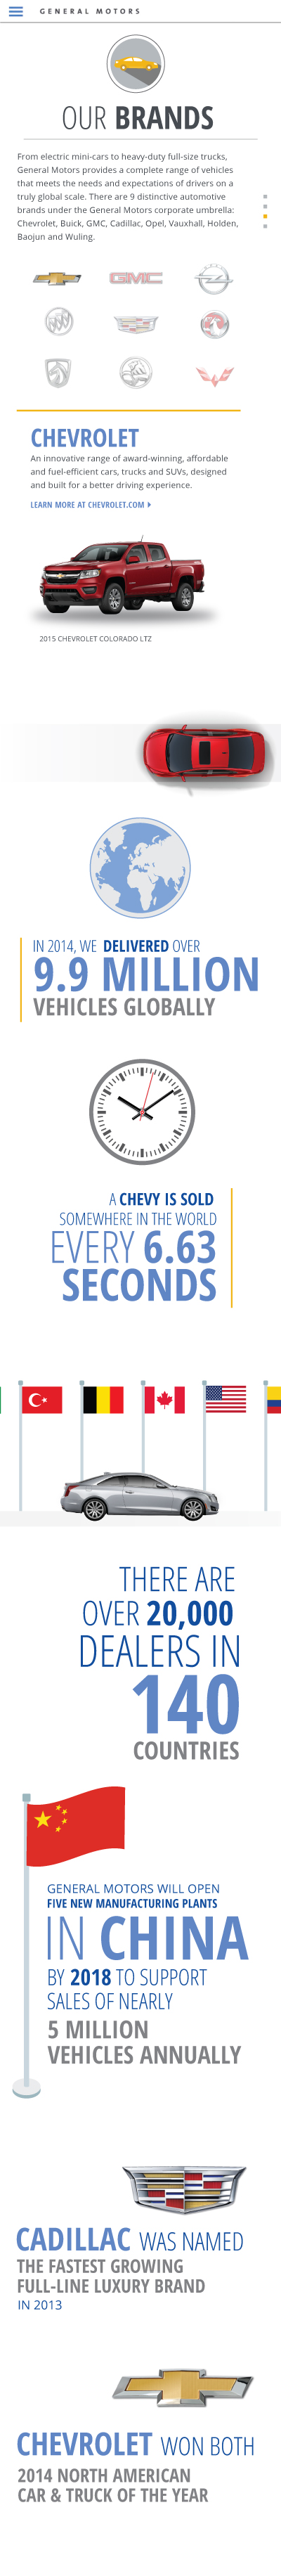 GENERAL MOTORS
OUR BRANDS
From electric mini-cars to heavy-duty full-size trucks,
General Motors provides a complete range of vehicles
that meets the needs and expectations of drivers on a
truly global scale. There are 9 distinctive automotive
brands under the General Motors corporate umbrella:
Chevrolet, Buick, GMC, Cadillac, Opel, Vauxhall, Holden,
Baojun and Wuling.
GMC
CHEVROLET
An innovative range of award-winning, affordable
and fuel-efficient cars, trucks and SUVs, designed
and built for a better driving experience.
LEARN MORE AT CHEVROLET.COM
2015 CHEVROLET COLORADO LTZ
IN 2014, WE DELIVERED OVER
9.9 MILLION
VEHICLES GLOBALLY
A CHEVY IS SOLD
SOMEWHERE IN THE WORLD
EVERY 6.63
SECONDS
THERE ARE
OVER 20,000
DEALERS IN
140
COUNTRIES
GENERAL MOTORS WILL OPEN
FIVE NEW MANUFACTURING PLANTS
IN CHINA
BY 2018 TO SUPPORT
SALES OF NEARLY
5 MILLION
VEHICLES ANNUALLY
CADILLAC WAS NAMED
THE FASTEST GROWING
FULL-LINE LUXURY BRAND
IN 2013
CHEVROLET WON BOTH
2014 NORTH AMERICAN
CAR & TRUCK OF THE YEAR